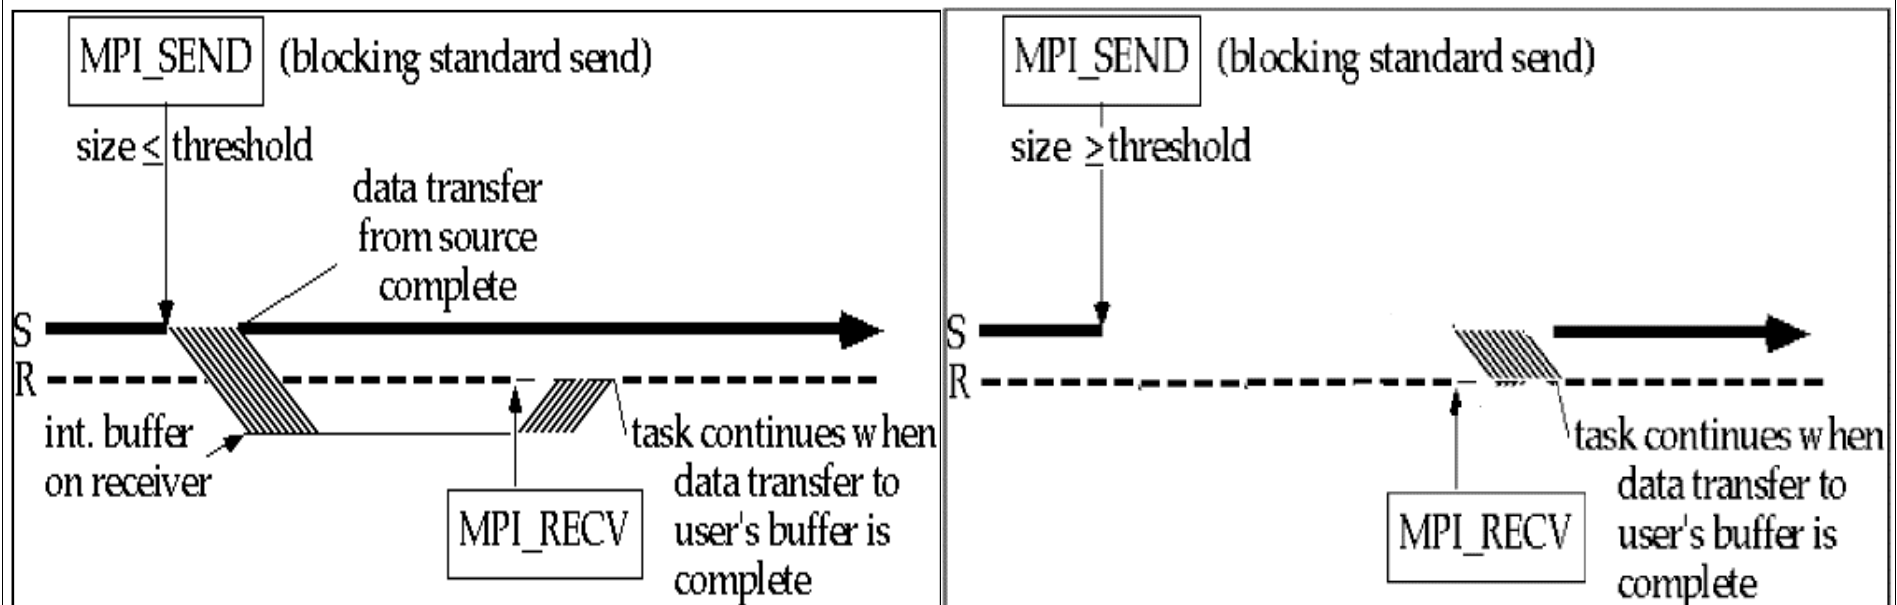 MPI_SEND (blocking standard send)
size ≤ threshold
data transfer
from source
complete
S
R
int. buffer
on receiver
MPI_RECV
task continues when
data transfer to
user's buffer is
complete
MPI_SEND (blocking standard send)
size ≥ threshold
S
R
MPI_RECV
task continues when
data transfer to
user's buffer is
complete